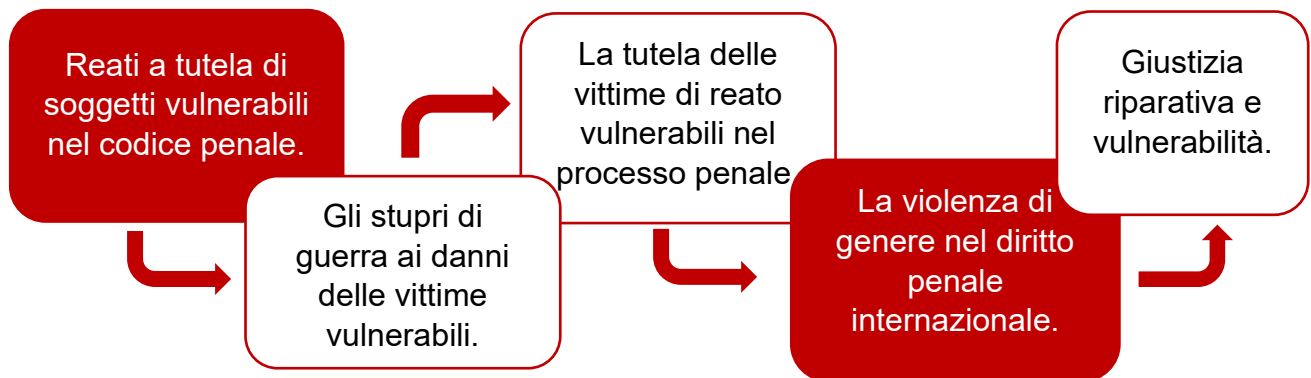 Reati a tutela di
soggetti vulnerabili
nel codice penale.
Gli stupri di
guerra ai danni
delle vittime
vulnerabili.
La tutela delle
vittime di reato
vulnerabili nel
processo penale
La violenza di
genere nel diritto
penale
internazionale.
Giustizia
riparativa e
vulnerabilità.